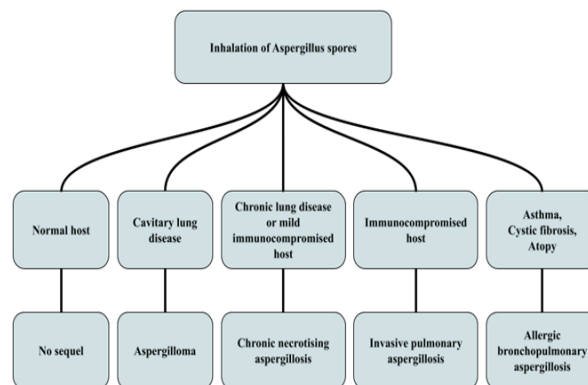 Inhalation of Aspergillus spores
Normal host
Cavitary lung
disease
Chronic lung disease
or mild
immunocompromised
host
Immunocompromised
host
Asthma,
Cystic fibrosis,
Atopy
No sequel
Aspergilloma
Chronic necrotising
aspergillosis
Invasive pulmonary
aspergillosis
Allergic
bronchopulmonary
aspergillosis